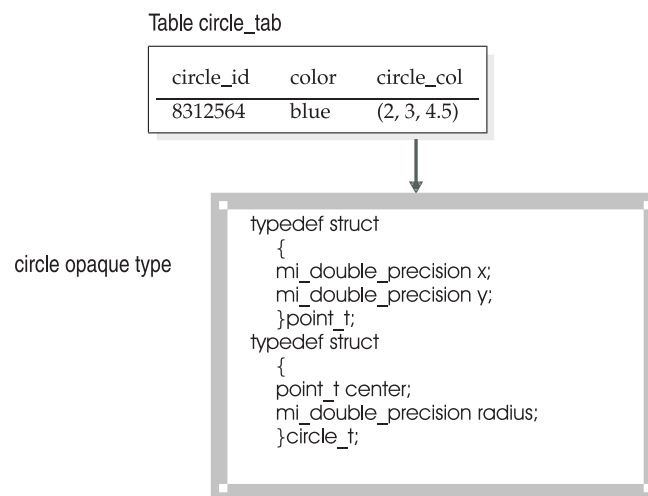 Table circle_tab
circle_id color circle_col
8312564 blue (2, 3, 4.5)
circle opaque type
typedef struct
{
mi_double_precision x;
mi_double_precision y;
}point_t;
typedef struct
{
point_t center;
mi_double_precision radius;
}circle_t;